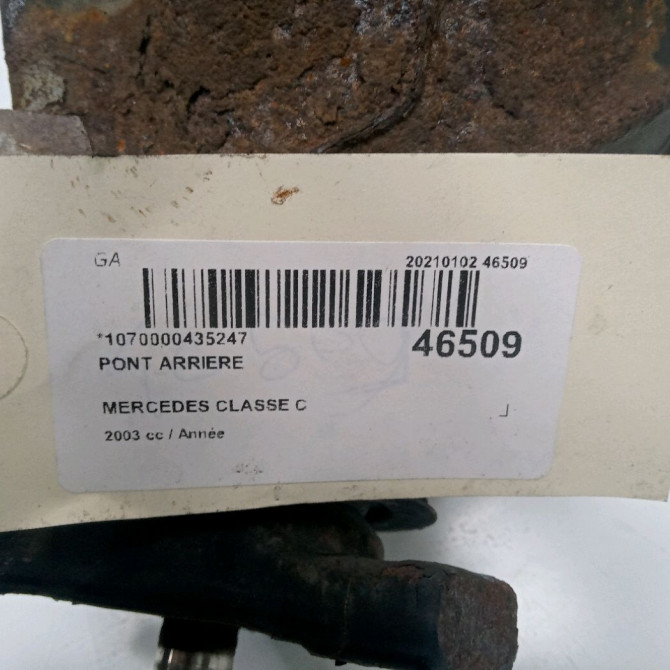 GA
20210102 46509
*1070000435247
46509
PONT ARRIERE
MERCEDES CLASSE C
J
2003 cc / Année